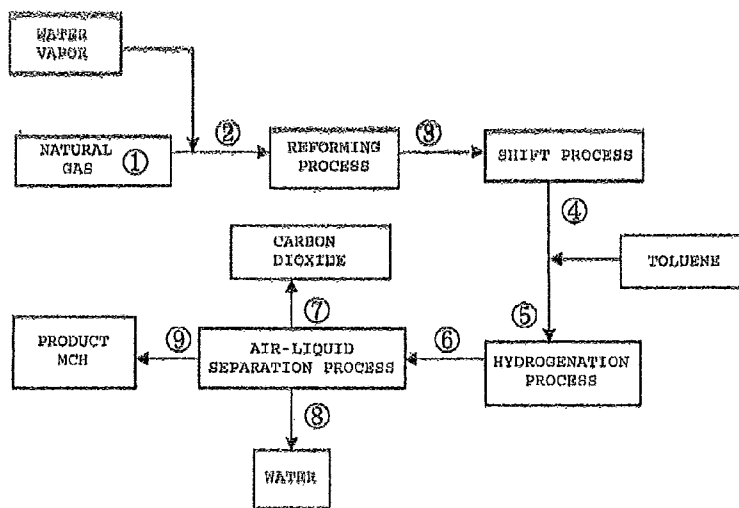 WATER
VAPOR
NATURAL
GAS ①
②
REFORMING
PROCESS
③
SHIFT PROCESS
④
TOLUENE
CARBON
DIOXIDE
⑦
⑤
PRODUCT
MCH
⑨
AIR-LIQUID
SEPARATION PROCESS
⑥
HYDROGENATION
PROCESS
⑧
WATER